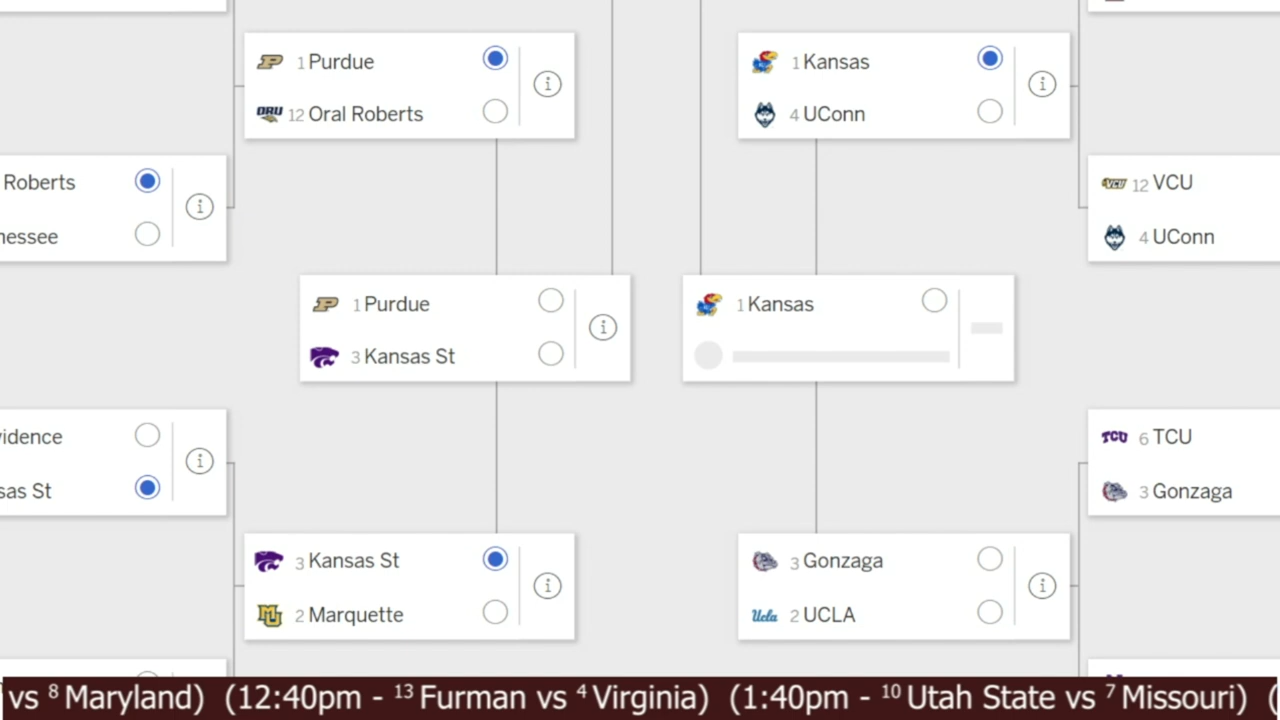 1 Purdue
12 Oral Roberts
1 Kansas
4 UConn
Roberts
nessee
12 VCU
4 UConn
1 Purdue
3 Kansas St
1 Kansas
vidence
sas St
6 TCU
3 Gonzaga
3 Kansas St
2 Marquette
3 Gonzaga
Ucla 2 UCLA
vs 8 Maryland) (12:40pm - 13 Furman vs 4 Virginia) (1:40pm - 10 Utah State vs 7 Missouri) (